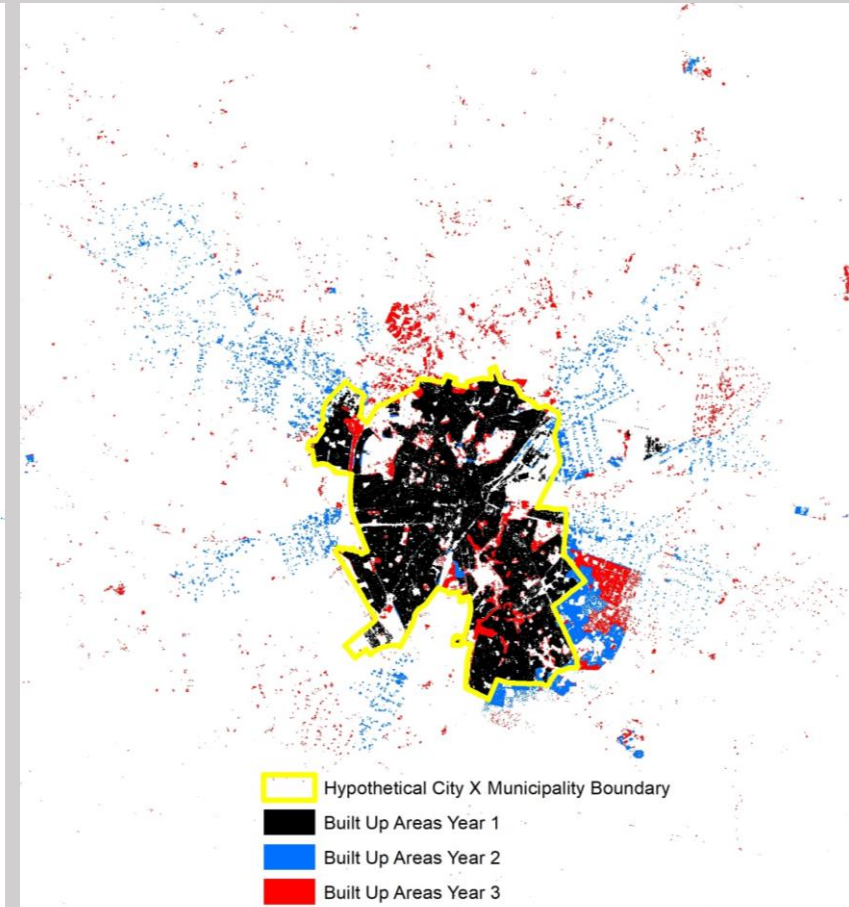 Hypothetical City X Municipality Boundary
Built Up Areas Year 1
Built Up Areas Year 2
Built Up Areas Year 3